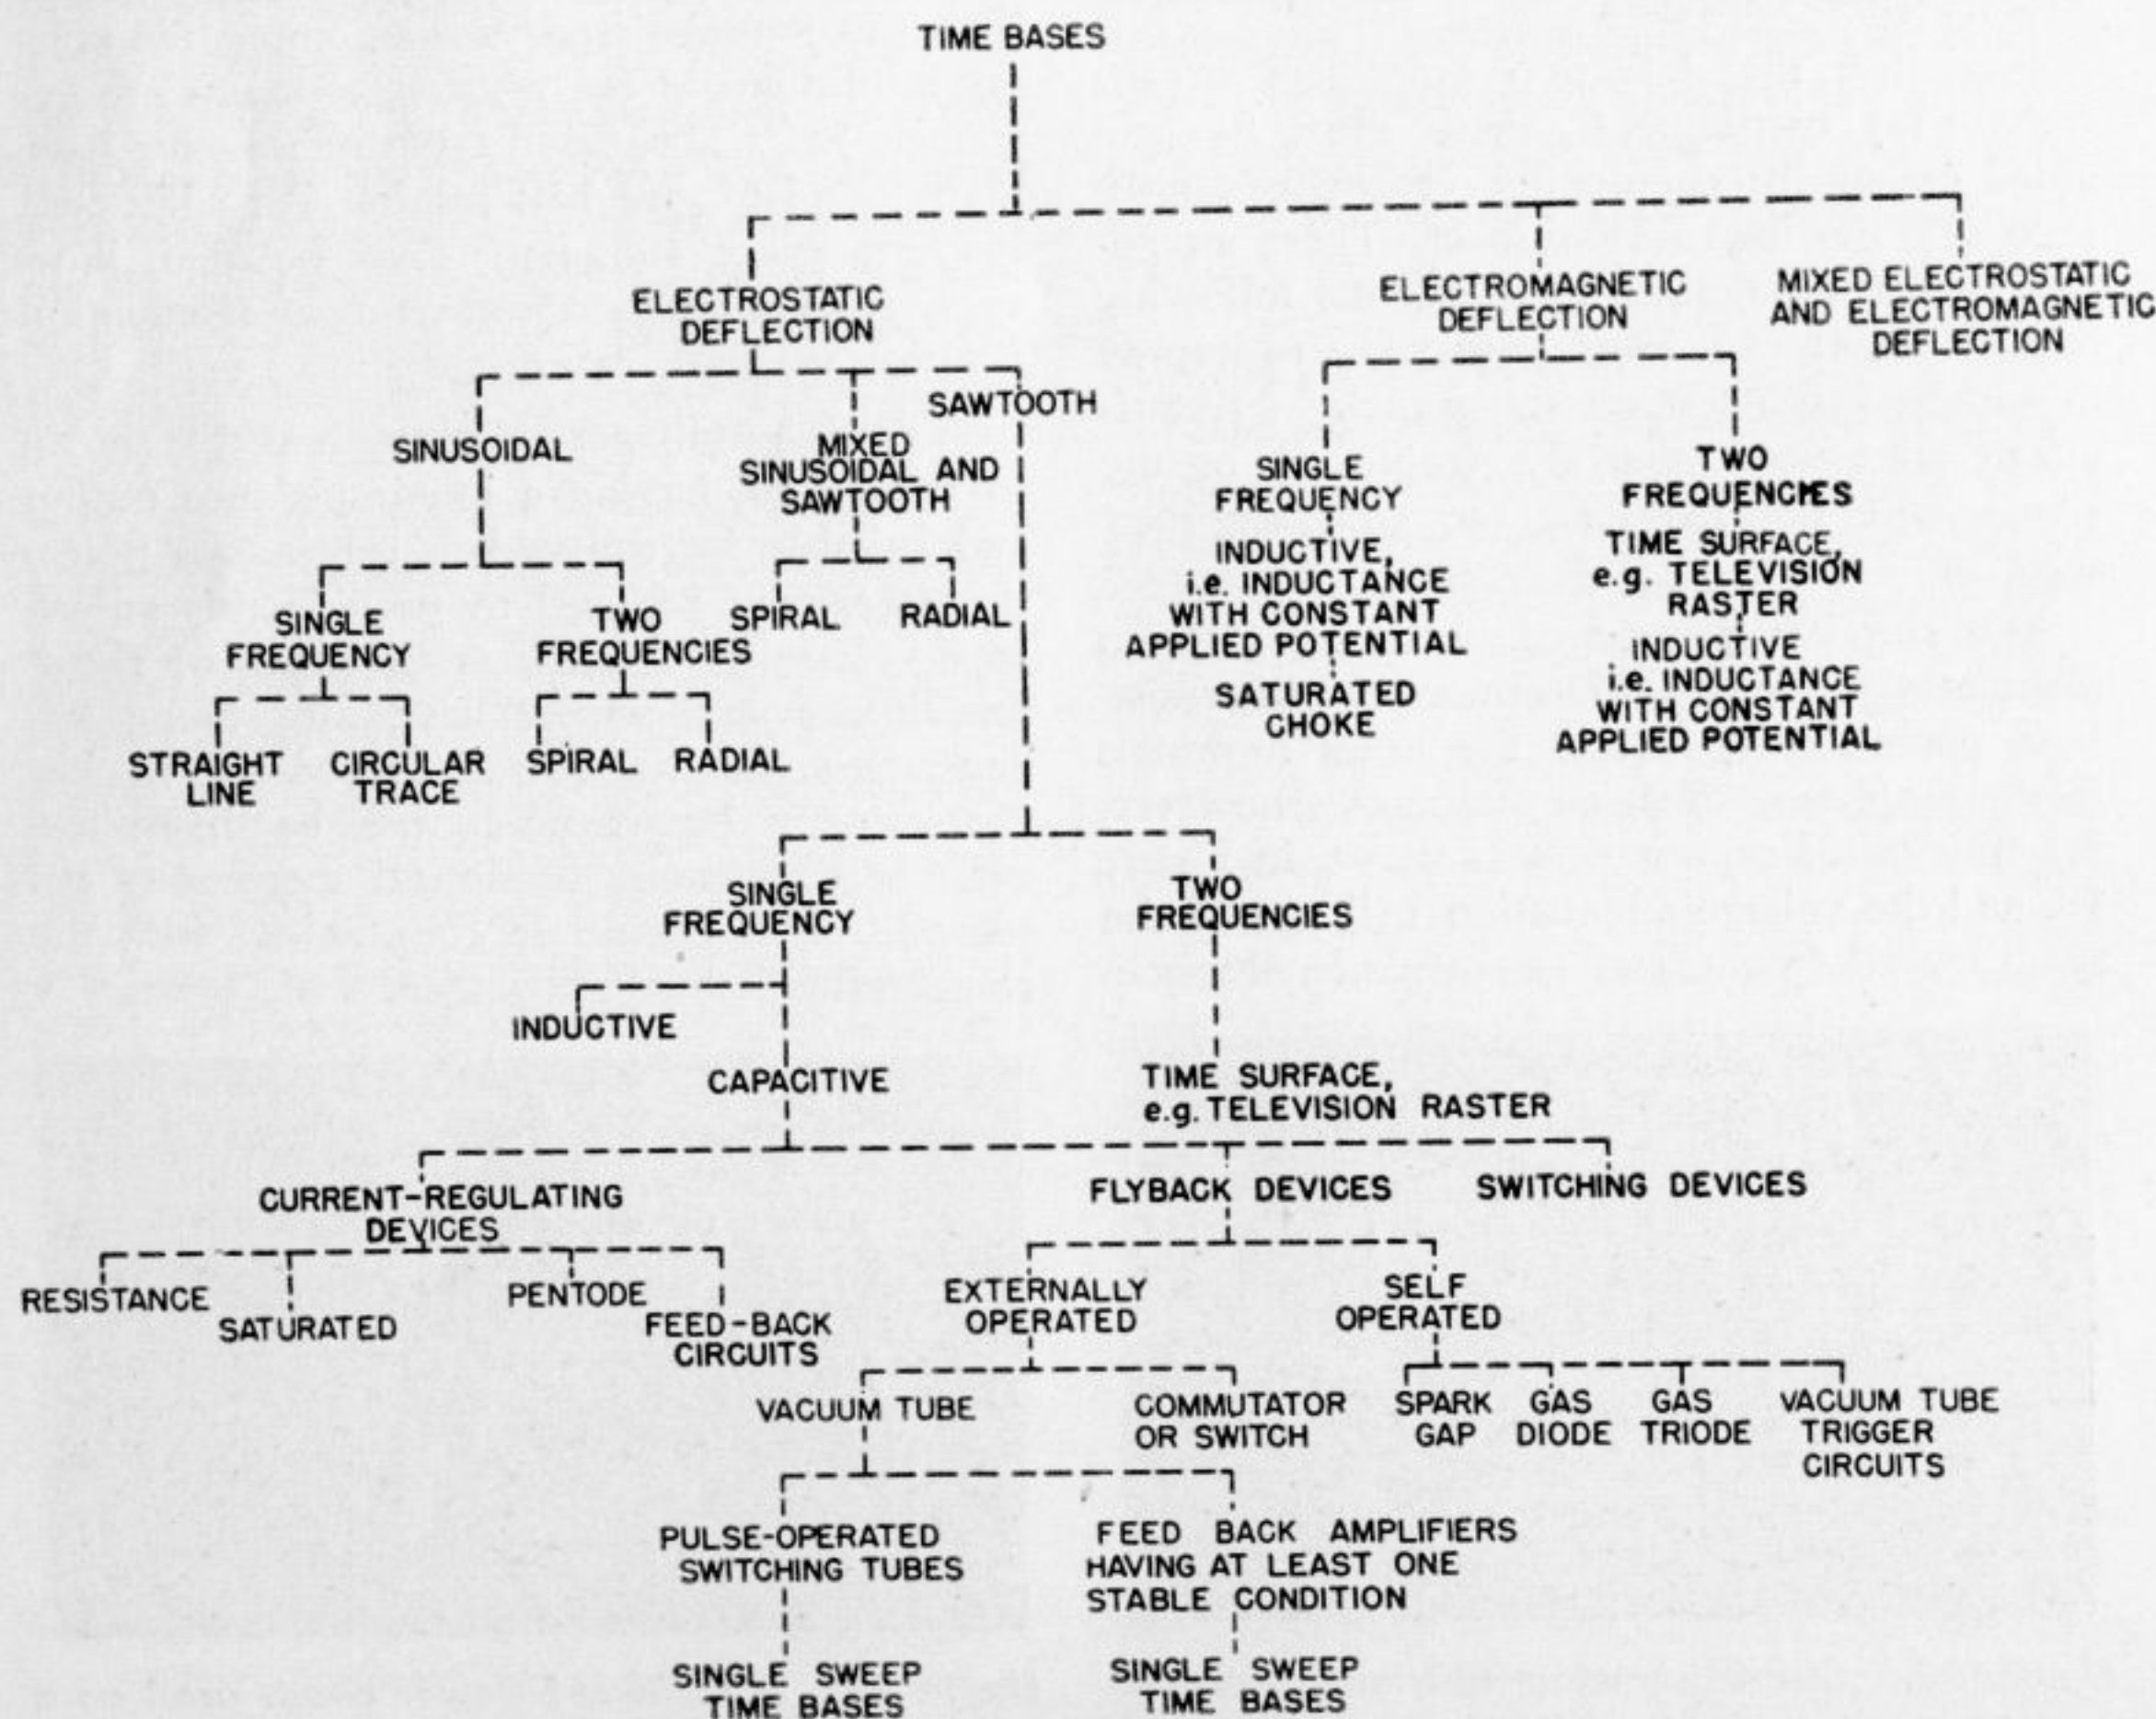 TIME BASES
ELECTROSTATIC
DEFLECTION
ELECTROMAGNETIC
DEFLECTION
MIXED ELECTROSTATIC
AND ELECTROMAGNETIC
DEFLECTION
SINUSOIDAL
MIXED
SINUSOIDAL AND
SAWTOOTH
SAWTOOTH
SINGLE
FREQUENCY
TWO
FREQUENCIES
SPIRAL
RADIAL
STRAIGHT
LINE
CIRCULAR
TRACE
SPIRAL
RADIAL
SINGLE
FREQUENCY
INDUCTIVE,
i.e. INDUCTANCE
WITH CONSTANT
APPLIED POTENTIAL
SATURATED
CHOKE
TWO
FREQUENCIES
TIME SURFACE,
e.g. TELEVISION
RASTER
INDUCTIVE
i.e. INDUCTANCE
WITH CONSTANT
APPLIED POTENTIAL
SINGLE
FREQUENCY
TWO
FREQUENCIES
INDUCTIVE
CAPACITIVE
TIME SURFACE,
e.g. TELEVISION RASTER
CURRENT-REGULATING
DEVICES
FLYBACK DEVICES
SWITCHING DEVICES
RESISTANCE
SATURATED
PENTODE
FEED-BACK
CIRCUITS
EXTERNALLY
OPERATED
SELF
OPERATED
VACUUM TUBE
COMMUTATOR
OR SWITCH
SPARK
GAP
GAS
DIODE
GAS
TRIODE
VACUUM TUBE
TRIGGER
CIRCUITS
PULSE-OPERATED
SWITCHING TUBES
FEED BACK AMPLIFIERS
HAVING AT LEAST ONE
STABLE CONDITION
SINGLE SWEEP
TIME BASES
SINGLE SWEEP
TIME BASES